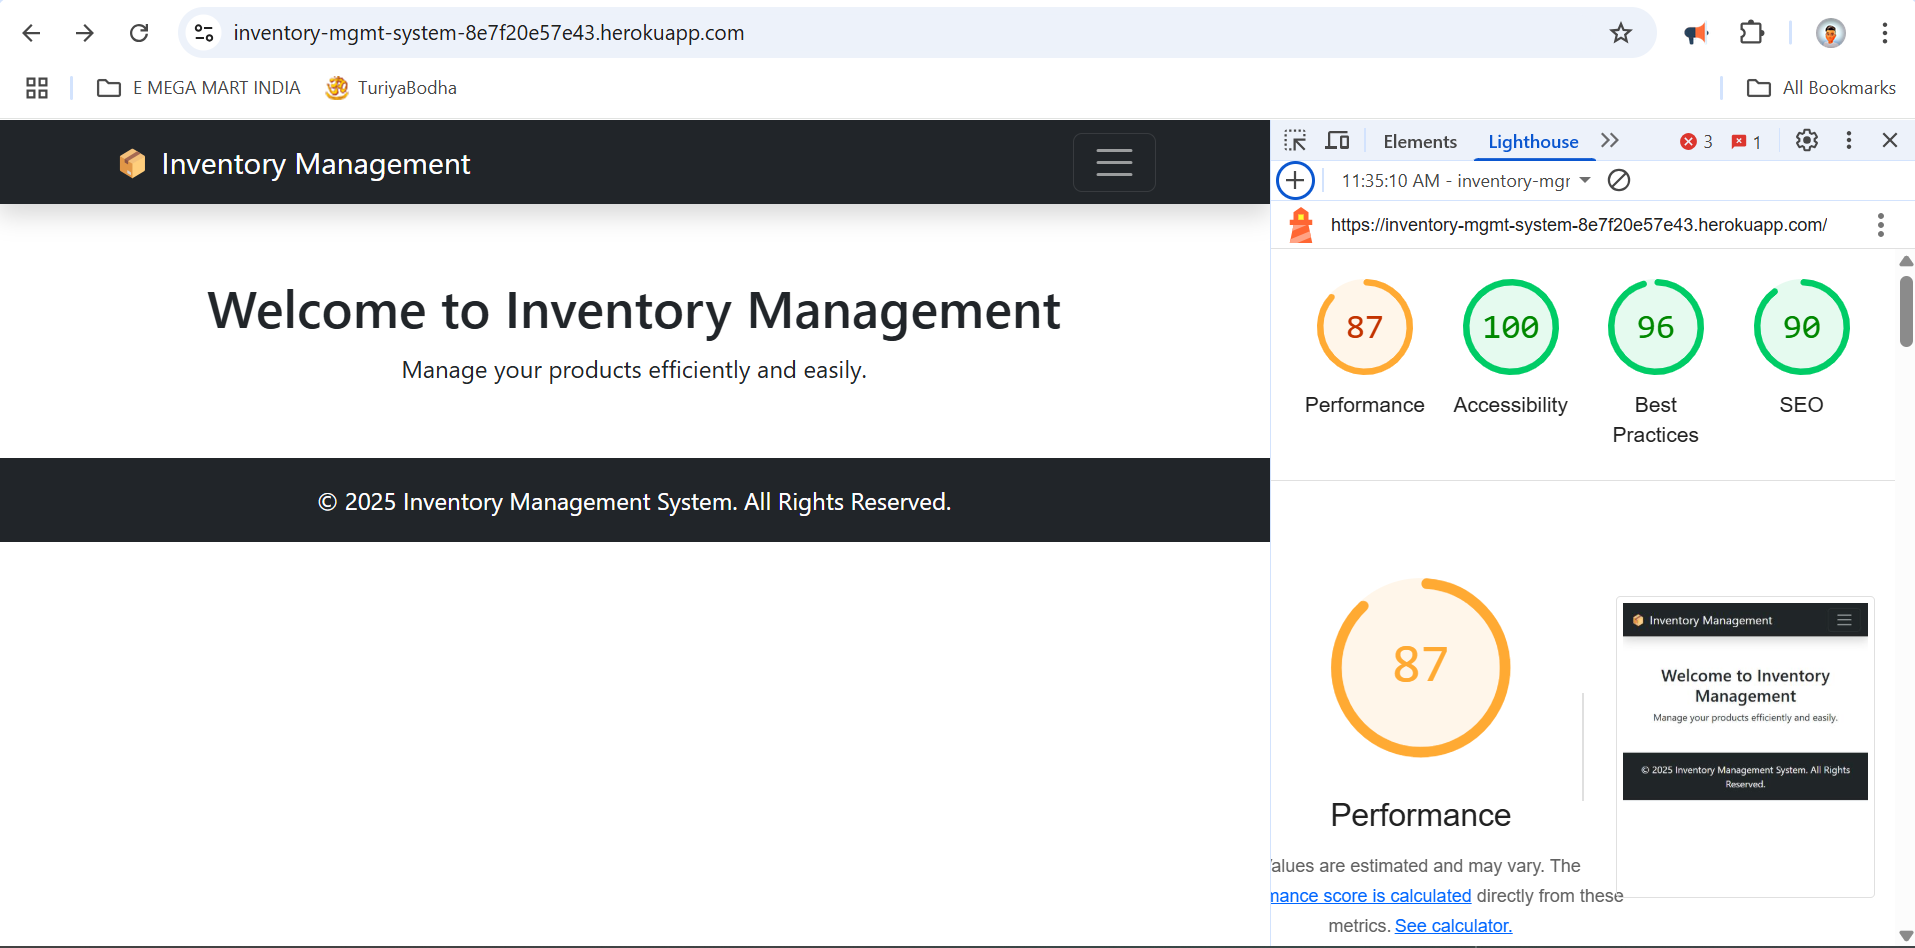 inventory-mgmt-system-8e7f20e57e43.herokuapp.com
E MEGA MART INDIA
TuriyaBodha
All Bookmarks
Inventory Management
Welcome to Inventory Management
Manage your products efficiently and easily.
© 2025 Inventory Management System. All Rights Reserved.
Elements
Lighthouse
3
1
11:35:10 AM - inventory-mgr
https://inventory-mgmt-system-8e7f20e57e43.herokuapp.com/
87
100
96
90
Performance
Accessibility
Best
Practices
SEO
87
Performance
alues are estimated and may vary. The
mance score is calculated directly from these
metrics. See calculator.
Inventory Management
Welcome to Inventory
Management
Manage your products efficiently and easily.
© 2025 Inventory Management System. All Rights
Reserved.